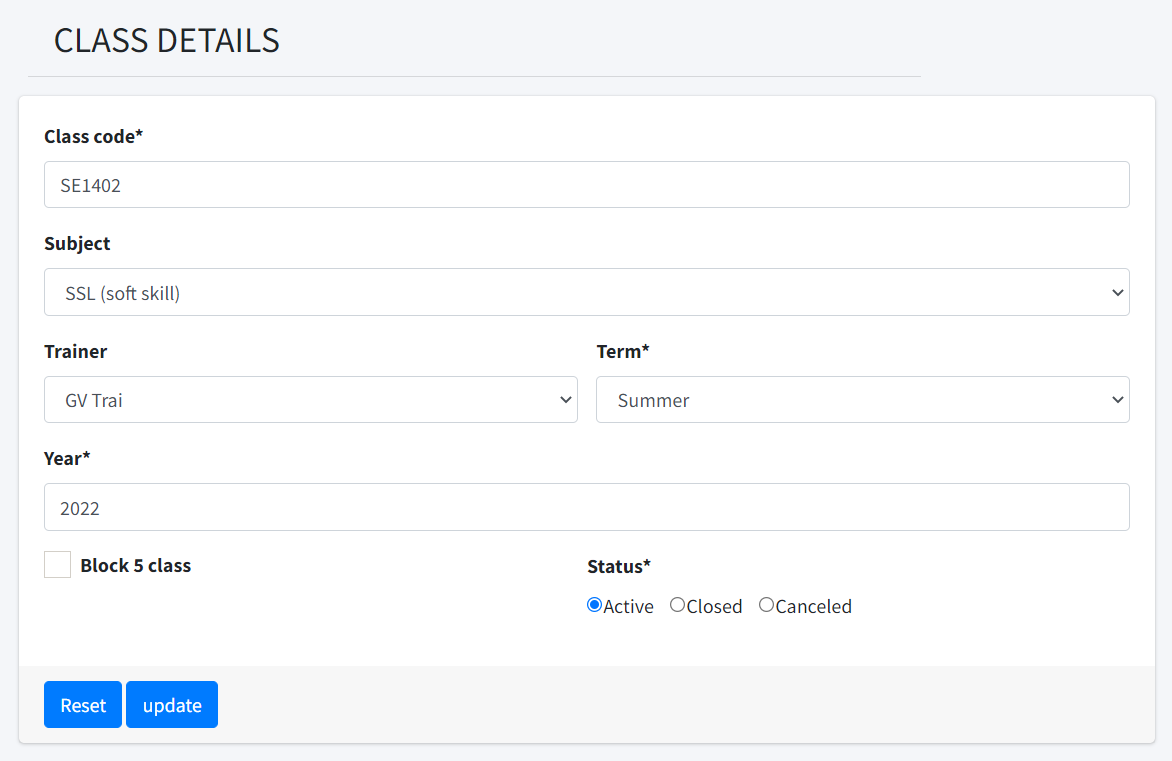 CLASS DETAILS
Class code*
SE1402
Subject
SSL (soft skill)
Trainer
Term*
GV Trai
Summer
Year*
2022
Block 5 class
Status*
Active Closed Canceled
Reset update